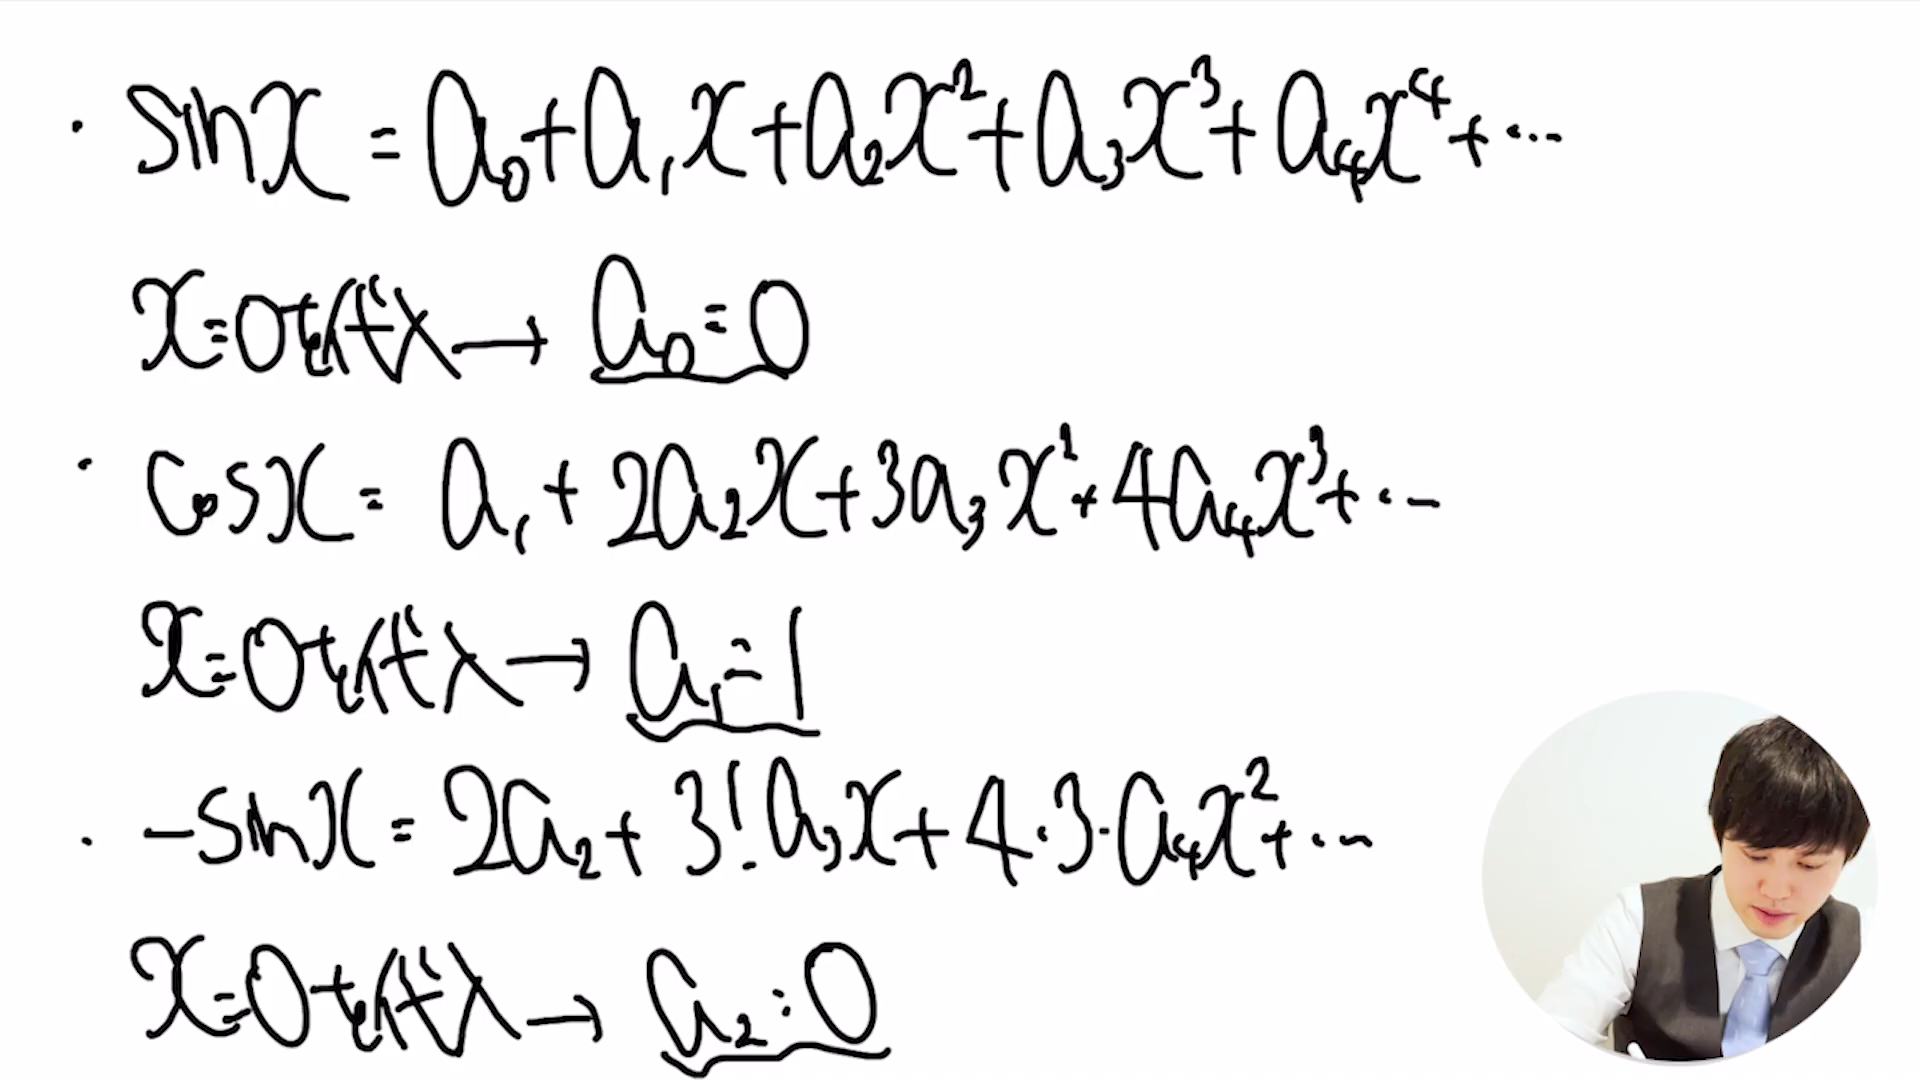 ・sinx = a₀+a₁x+a₂x²+a₃x³+a₄x⁴+…
x=0を代入→ a₀=0
・cosx= a₁+2a₂x+3a₃x²+4a₄x³+…
x=0を代入→ a₁=1
・-sinx=2a₂+3!a₃x+4・3・a₄x²+…
x=0を代入→ a₂=0